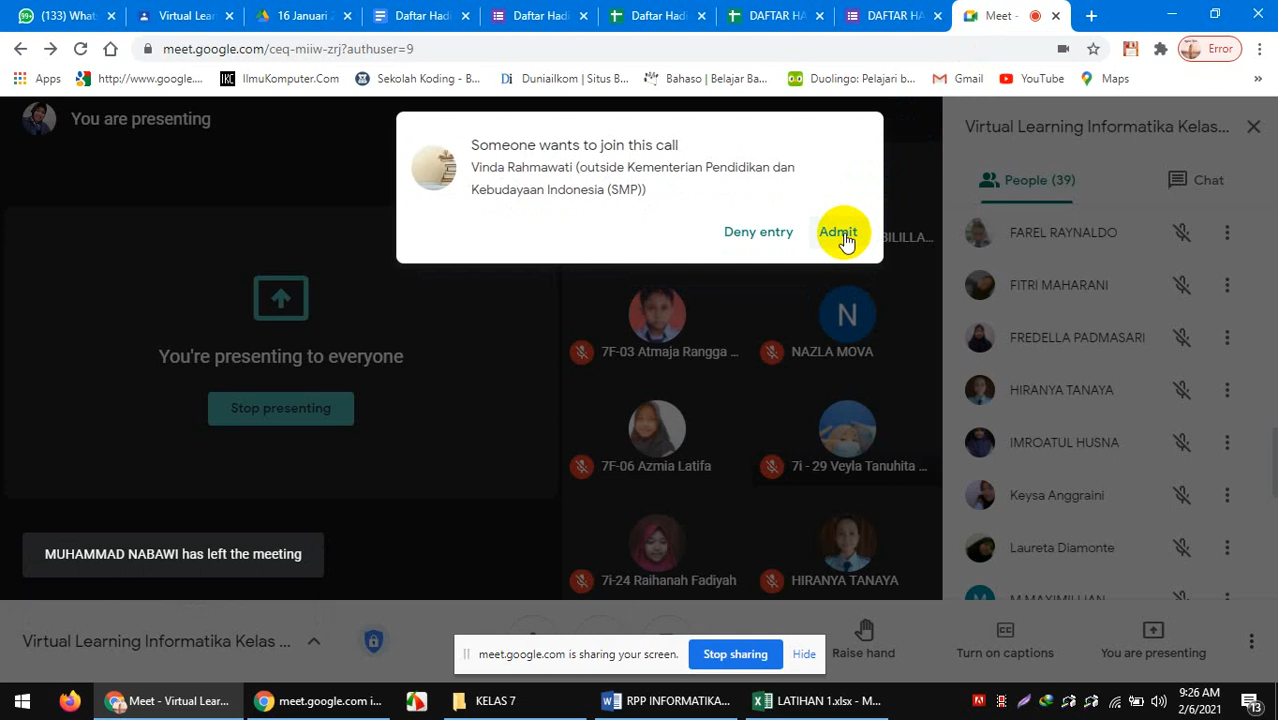 (133) Whats
Virtual Lear
16 Januari 2
Daftar Hadi
Daftar Hadi
Daftar Hadi
DAFTAR HA
DAFTAR HA
Meet -
meet.google.com/ceq-miiw-zrj?authuser=9
Error
Apps
http://www.google....
IlmuKomputer.Com
Sekolah Koding - B...
Duniailkom | Situs B...
Bahaso | Belajar Ba...
Duolingo: Pelajari b...
Gmail
YouTube
Maps
You are presenting
Someone wants to join this call
Vinda Rahmawati (outside Kementerian Pendidikan dan
Kebudayaan Indonesia (SMP))
Deny entry
Admit
BILILLA...
You're presenting to everyone
Stop presenting
MUHAMMAD NABAWI has left the meeting
7F-03 Atmaja Rangga ...
N
NAZLA MOVA
7F-06 Azmia Latifa
7i - 29 Veyla Tanuhita ...
7i-24 Raihanah Fadiyah
HIRANYA TANAYA
Virtual Learning Informatika Kelas...
People (39)
Chat
FAREL RAYNALDO
FITRI MAHARANI
FREDELLA PADMASARI
HIRANYA TANAYA
IMROATUL HUSNA
Keysa Anggraini
Laureta Diamonte
M MAXIMILLIAN
Virtual Learning Informatika Kelas ...
meet.google.com is sharing your screen.
Stop sharing
Hide
Raise hand
Turn on captions
You are presenting
Meet - Virtual Lear...
meet.google.com i...
KELAS 7
RPP INFORMATIKA...
LATIHAN 1.xlsx - M...
9:26 AM
2/6/2021
13